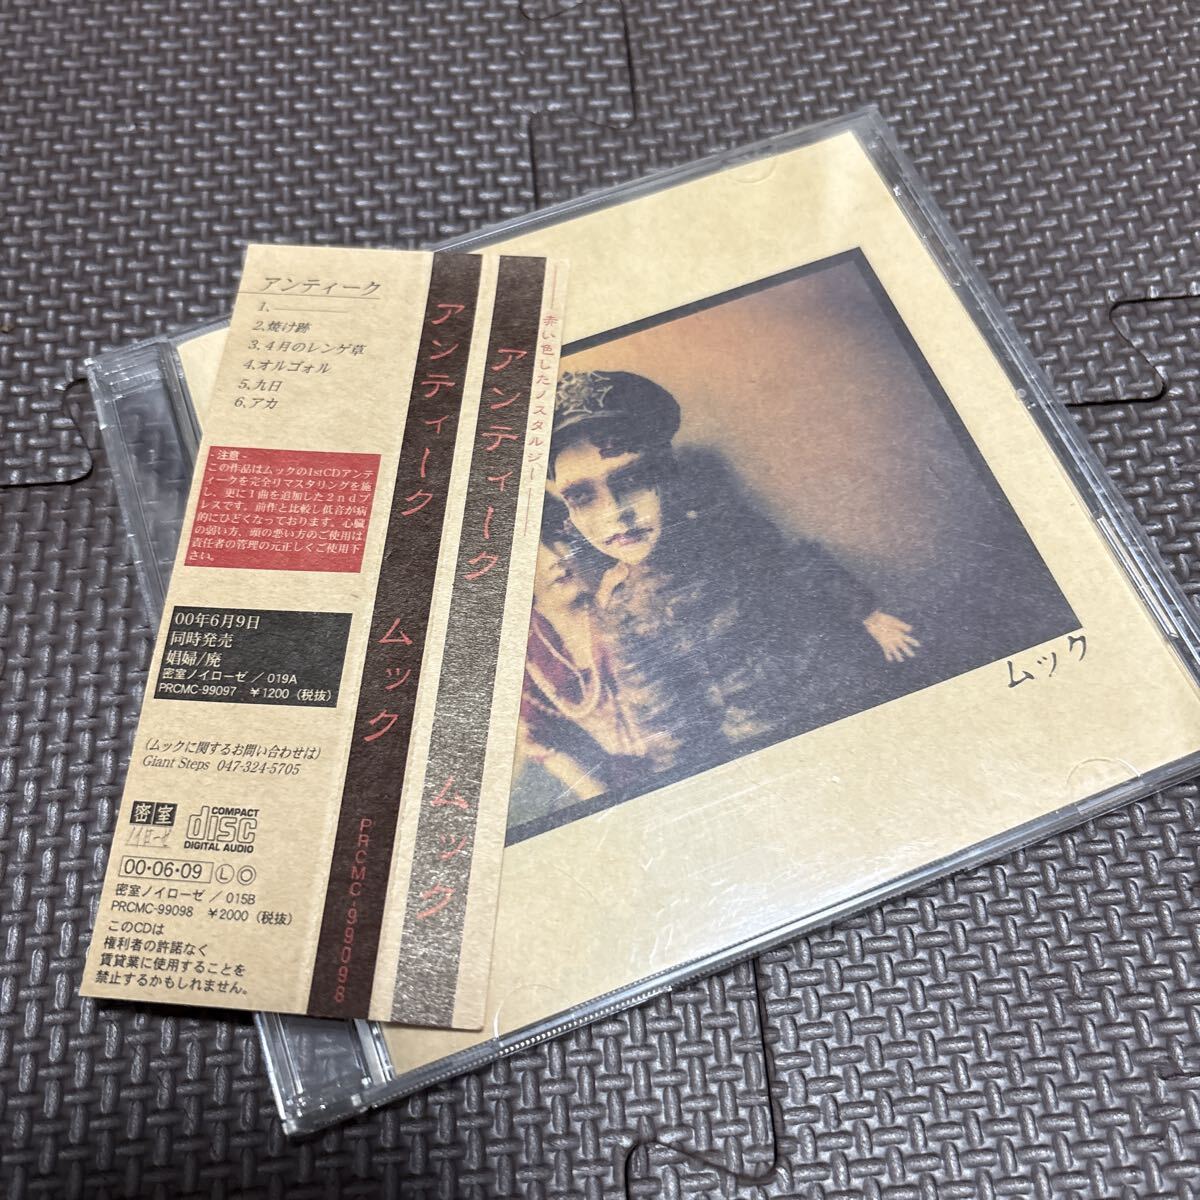 アンティーク
1、
2、焼け跡
3、4月のレンゲ草
4、オルゴォル
5、九日
6、アカ
- 注意 -
この作品はムックの1stCDアンテ
ィークを完全リマスタリングを施
し、更に1曲を追加した2ndプ
レスです。前作と比較し低音が病
的にひどくなっております。心臓
の弱い方、頭の悪い方のご使用は
責任者の管理の元正しくご使用下
さい。
00年6月9日
同時発売
娼婦/廃
密室ノイローゼ／019A
PRCMC-99097 ￥1200（税抜）
(ムックに関するお問い合わせは)
Giant Steps 047-324-5705
密室
COMPACT
disc
DIGITAL AUDIO
00・06・09 Ⓛ Ⓞ
密室ノイローゼ／015B
PRCMC-99098 ￥2000（税抜）
このCDは
権利者の許諾なく
賃貸業に使用することを
禁止するかもしれません。
アンティーク ムック PRCMC-99098
アンティーク ムック
赤い色したノスタルジー
ムック